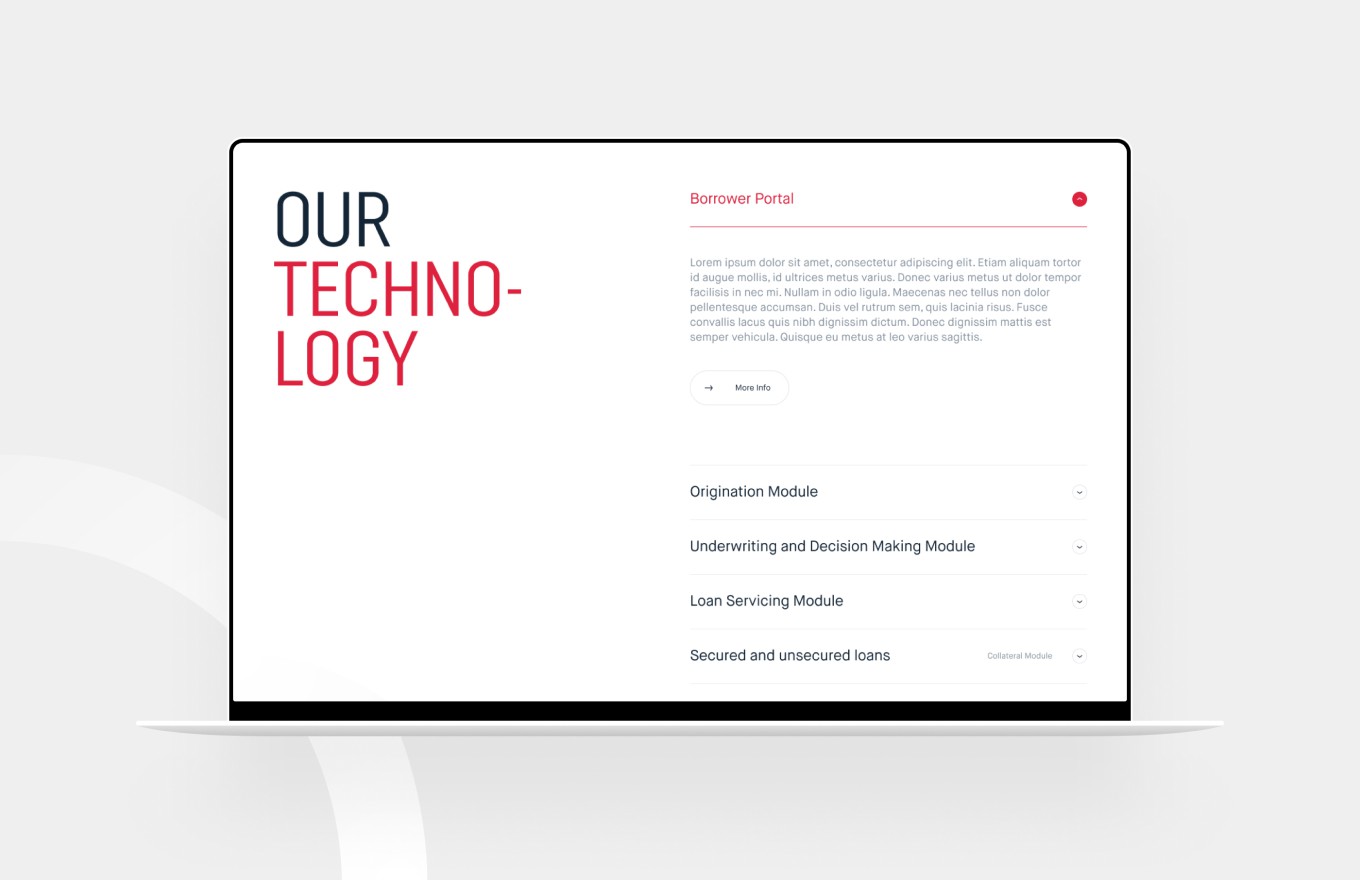 OUR
TECHNO-
LOGY
Borrower Portal
Lorem ipsum dolor sit amet, consectetur adipiscing elit. Etiam aliquam tortor
id augue mollis, id ultrices metus varius. Donec varius metus ut dolor tempor
facilisis in nec mi. Nullam in odio ligula. Maecenas nec tellus non dolor
pellentesque accumsan. Duis vel rutrum sem, quis lacinia risus. Fusce
convallis lacus quis nibh dignissim dictum. Donec dignissim mattis est
semper vehicula. Quisque eu metus at leo varius sagittis.
→ More Info
Origination Module
Underwriting and Decision Making Module
Loan Servicing Module
Secured and unsecured loans Collateral Module